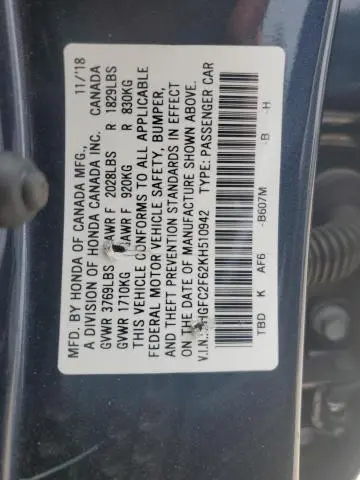 MFD. BY HONDA OF CANADA MFG., 11/'18
A DIVISION OF HONDA CANADA INC. CANADA
GVWR 3769LBS GAWR F 2028LBS R 1829LBS
GVWR 1710KG GAWR F 920KG R 830KG
THIS VEHICLE CONFORMS TO ALL APPLICABLE
FEDERAL MOTOR VEHICLE SAFETY, BUMPER,
AND THEFT PREVENTION STANDARDS IN EFFECT
ON THE DATE OF MANUFACTURE SHOWN ABOVE.
V.I.N.: HGFC2F62KH510942 TYPE: PASSENGER CAR
TBD K AF6 -B607M -B -H